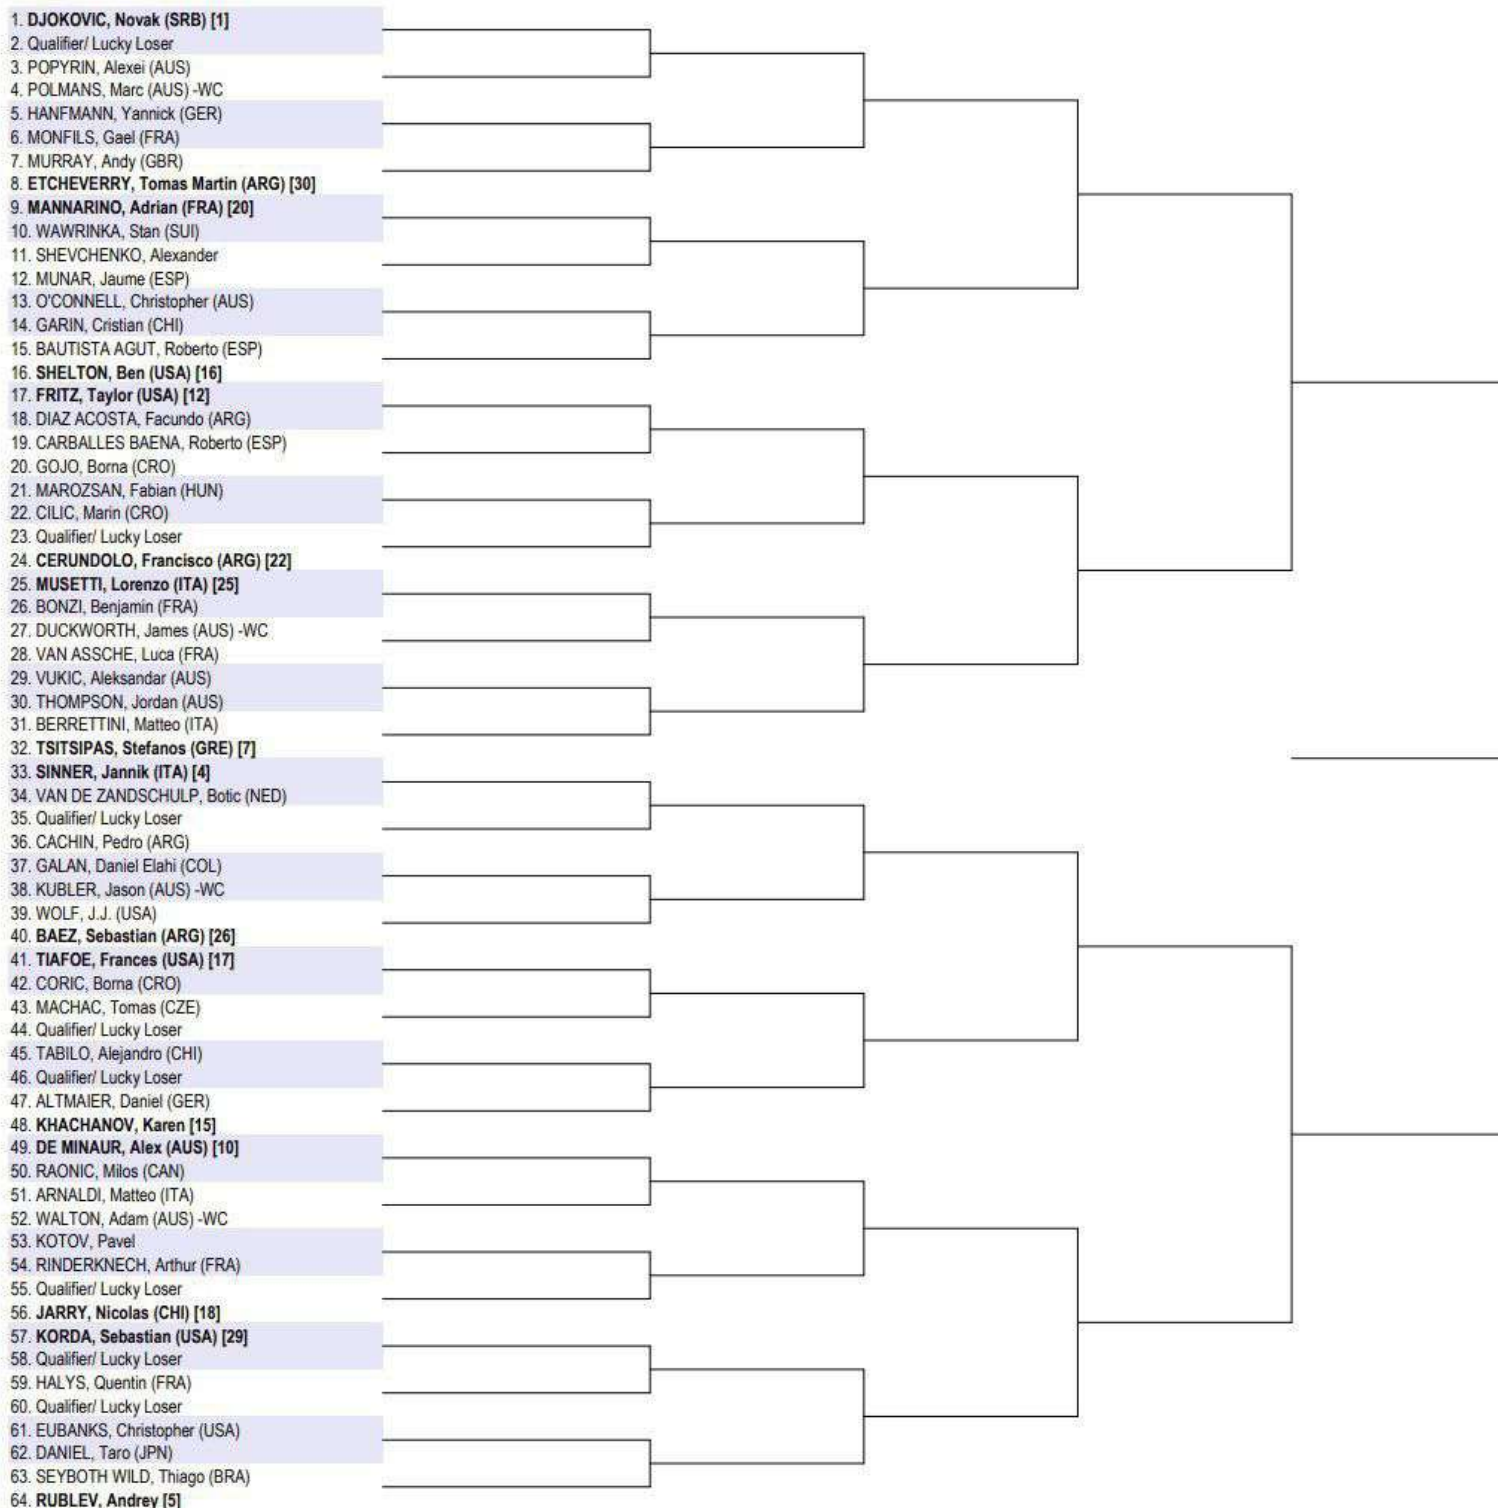 1. DJOKOVIC, Novak (SRB) [1]
2. Qualifier/ Lucky Loser
3. POPYRIN, Alexei (AUS)
4. POLMANS, Marc (AUS) -WC
5. HANFMANN, Yannick (GER)
6. MONFILS, Gael (FRA)
7. MURRAY, Andy (GBR)
8. ETCHEVERRY, Tomas Martin (ARG) [30]
9. MANNARINO, Adrian (FRA) [20]
10. WAWRINKA, Stan (SUI)
11. SHEVCHENKO, Alexander
12. MUNAR, Jaume (ESP)
13. O'CONNELL, Christopher (AUS)
14. GARIN, Cristian (CHI)
15. BAUTISTA AGUT, Roberto (ESP)
16. SHELTON, Ben (USA) [16]
17. FRITZ, Taylor (USA) [12]
18. DIAZ ACOSTA, Facundo (ARG)
19. CARBALLES BAENA, Roberto (ESP)
20. GOJO, Borna (CRO)
21. MAROZSAN, Fabian (HUN)
22. CILIC, Marin (CRO)
23. Qualifier/ Lucky Loser
24. CERUNDOLO, Francisco (ARG) [22]
25. MUSETTI, Lorenzo (ITA) [25]
26. BONZI, Benjamin (FRA)
27. DUCKWORTH, James (AUS) -WC
28. VAN ASSCHE, Luca (FRA)
29. VUKIC, Aleksandar (AUS)
30. THOMPSON, Jordan (AUS)
31. BERRETTINI, Matteo (ITA)
32. TSITSIPAS, Stefanos (GRE) [7]
33. SINNER, Jannik (ITA) [4]
34. VAN DE ZANDSCHULP, Botic (NED)
35. Qualifier/ Lucky Loser
36. CACHIN, Pedro (ARG)
37. GALAN, Daniel Elahi (COL)
38. KUBLER, Jason (AUS) -WC
39. WOLF, J.J. (USA)
40. BAEZ, Sebastian (ARG) [26]
41. TIAFOE, Frances (USA) [17]
42. CORIC, Borna (CRO)
43. MACHAC, Tomas (CZE)
44. Qualifier/ Lucky Loser
45. TABILO, Alejandro (CHI)
46. Qualifier/ Lucky Loser
47. ALTMAIER, Daniel (GER)
48. KHACHANOV, Karen [15]
49. DE MINAUR, Alex (AUS) [10]
50. RAONIC, Milos (CAN)
51. ARNALDI, Matteo (ITA)
52. WALTON, Adam (AUS) -WC
53. KOTOV, Pavel
54. RINDERKNECH, Arthur (FRA)
55. Qualifier/ Lucky Loser
56. JARRY, Nicolas (CHI) [18]
57. KORDA, Sebastian (USA) [29]
58. Qualifier/ Lucky Loser
59. HALYS, Quentin (FRA)
60. Qualifier/ Lucky Loser
61. EUBANKS, Christopher (USA)
62. DANIEL, Taro (JPN)
63. SEYBOTH WILD, Thiago (BRA)
64. RUBLEV, Andrey [5]